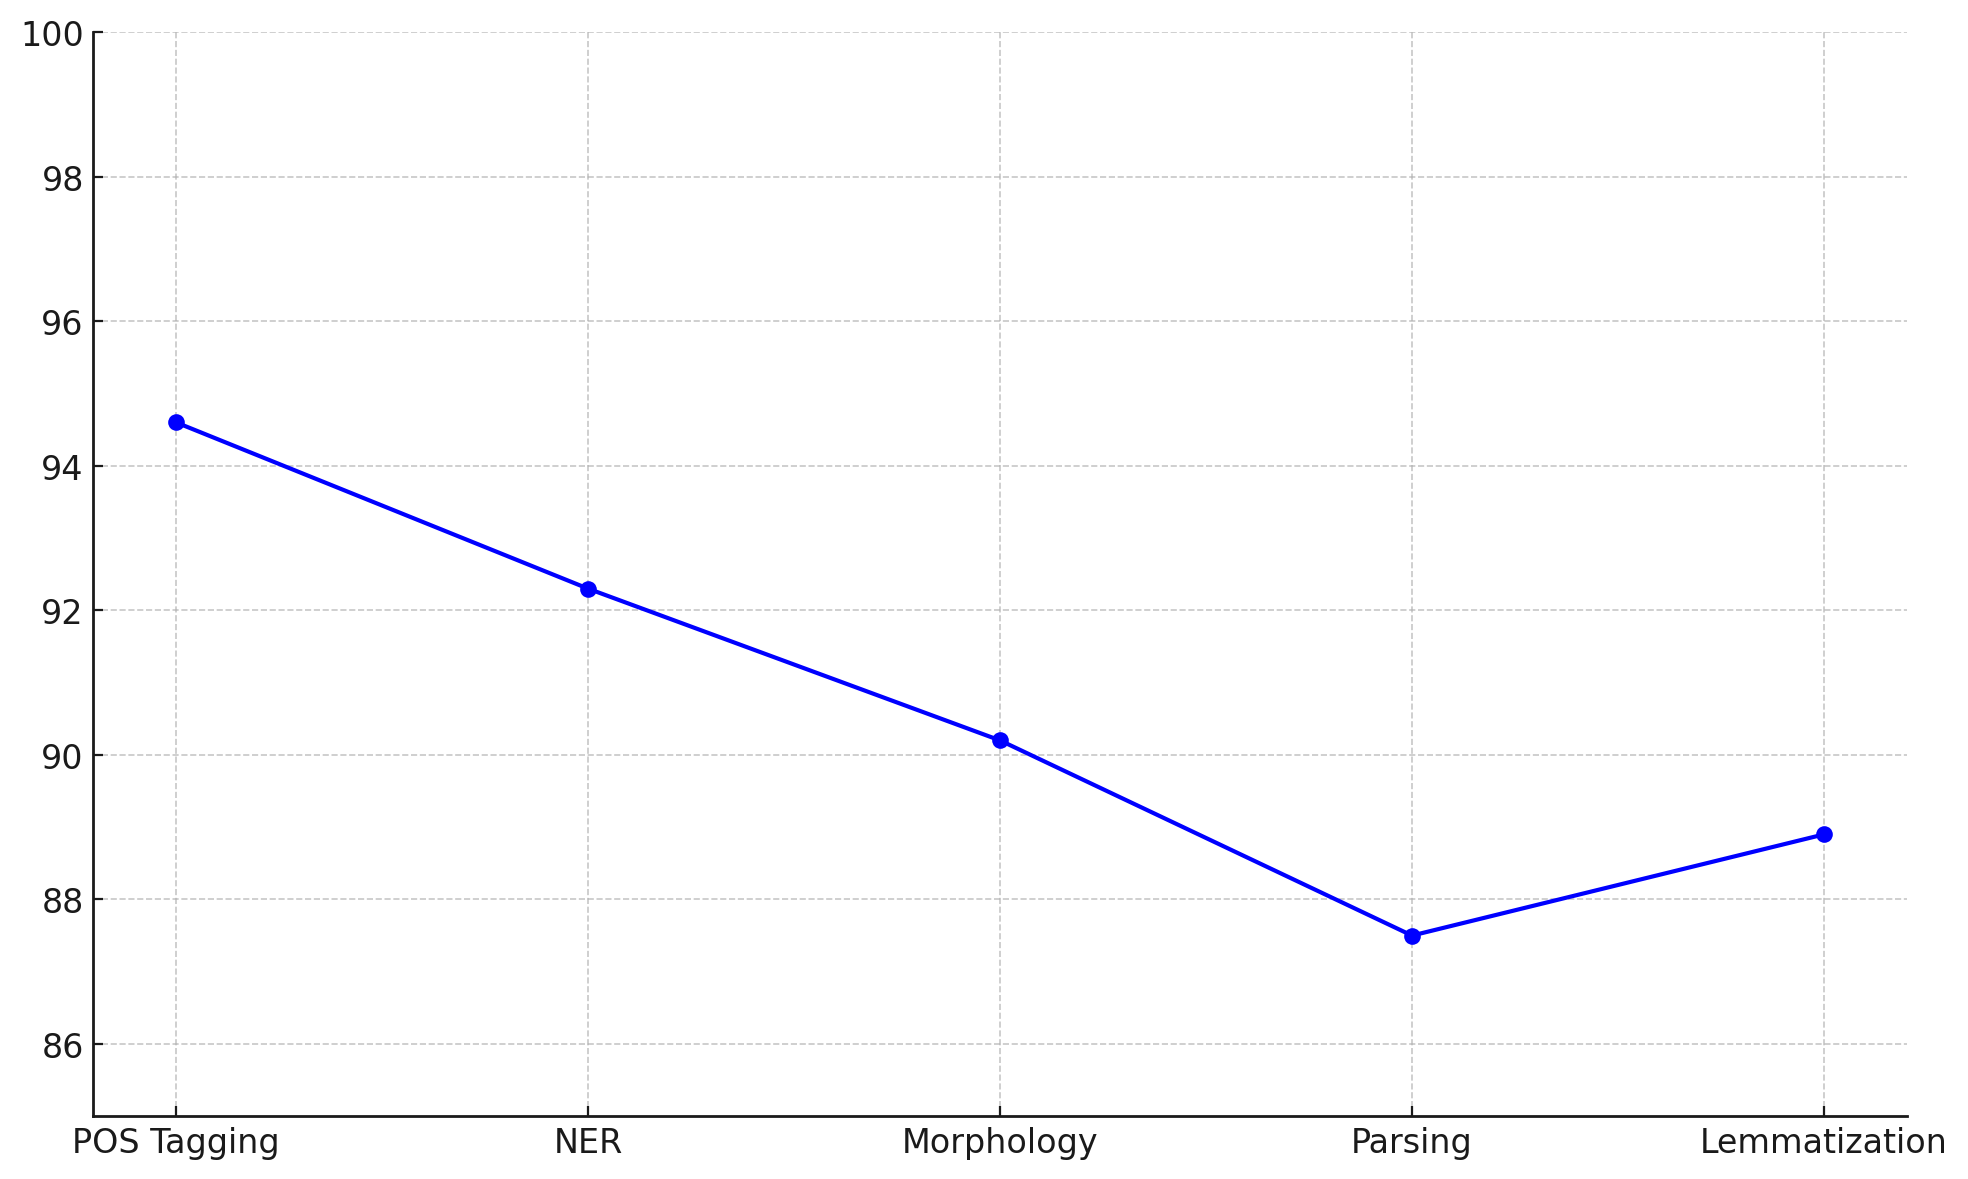 100
98
96
94
92
90
88
86
POS Tagging
NER
Morphology
Parsing
Lemmatization